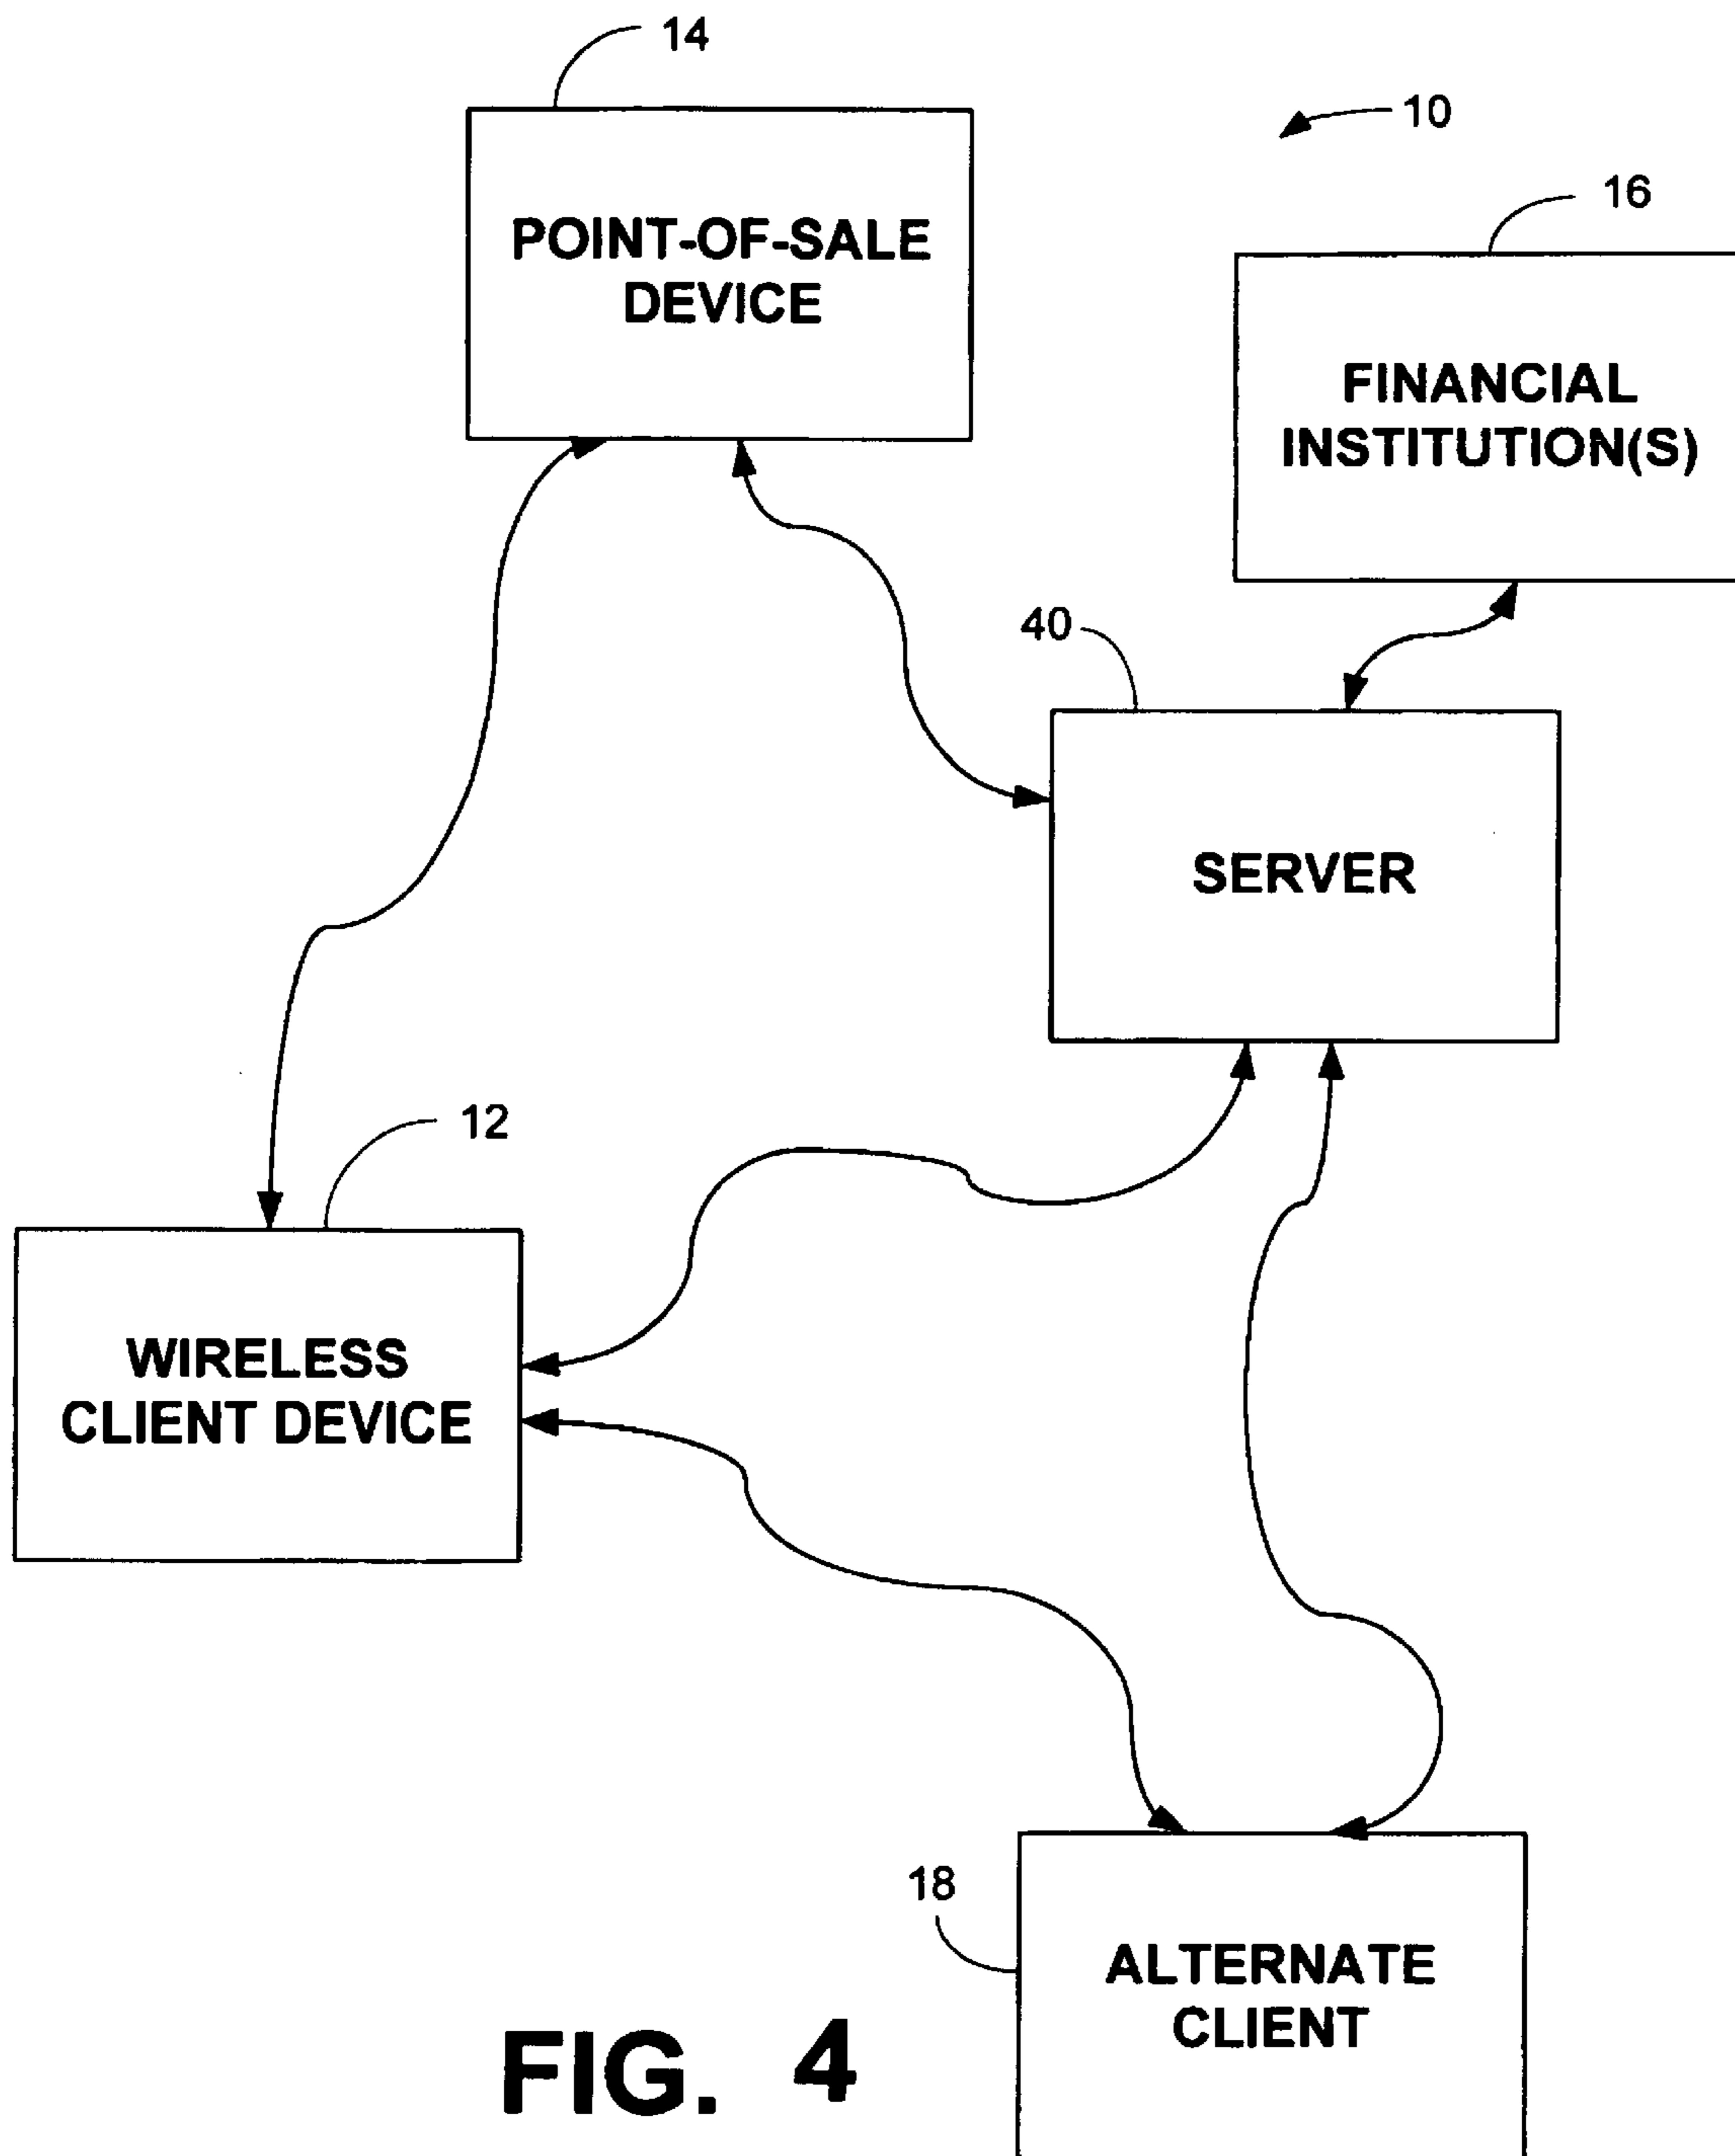 14
10
POINT-OF-SALE
DEVICE
16
FINANCIAL
INSTITUTION(S)
40
SERVER
12
WIRELESS
CLIENT DEVICE
18
ALTERNATE
CLIENT
FIG. 4